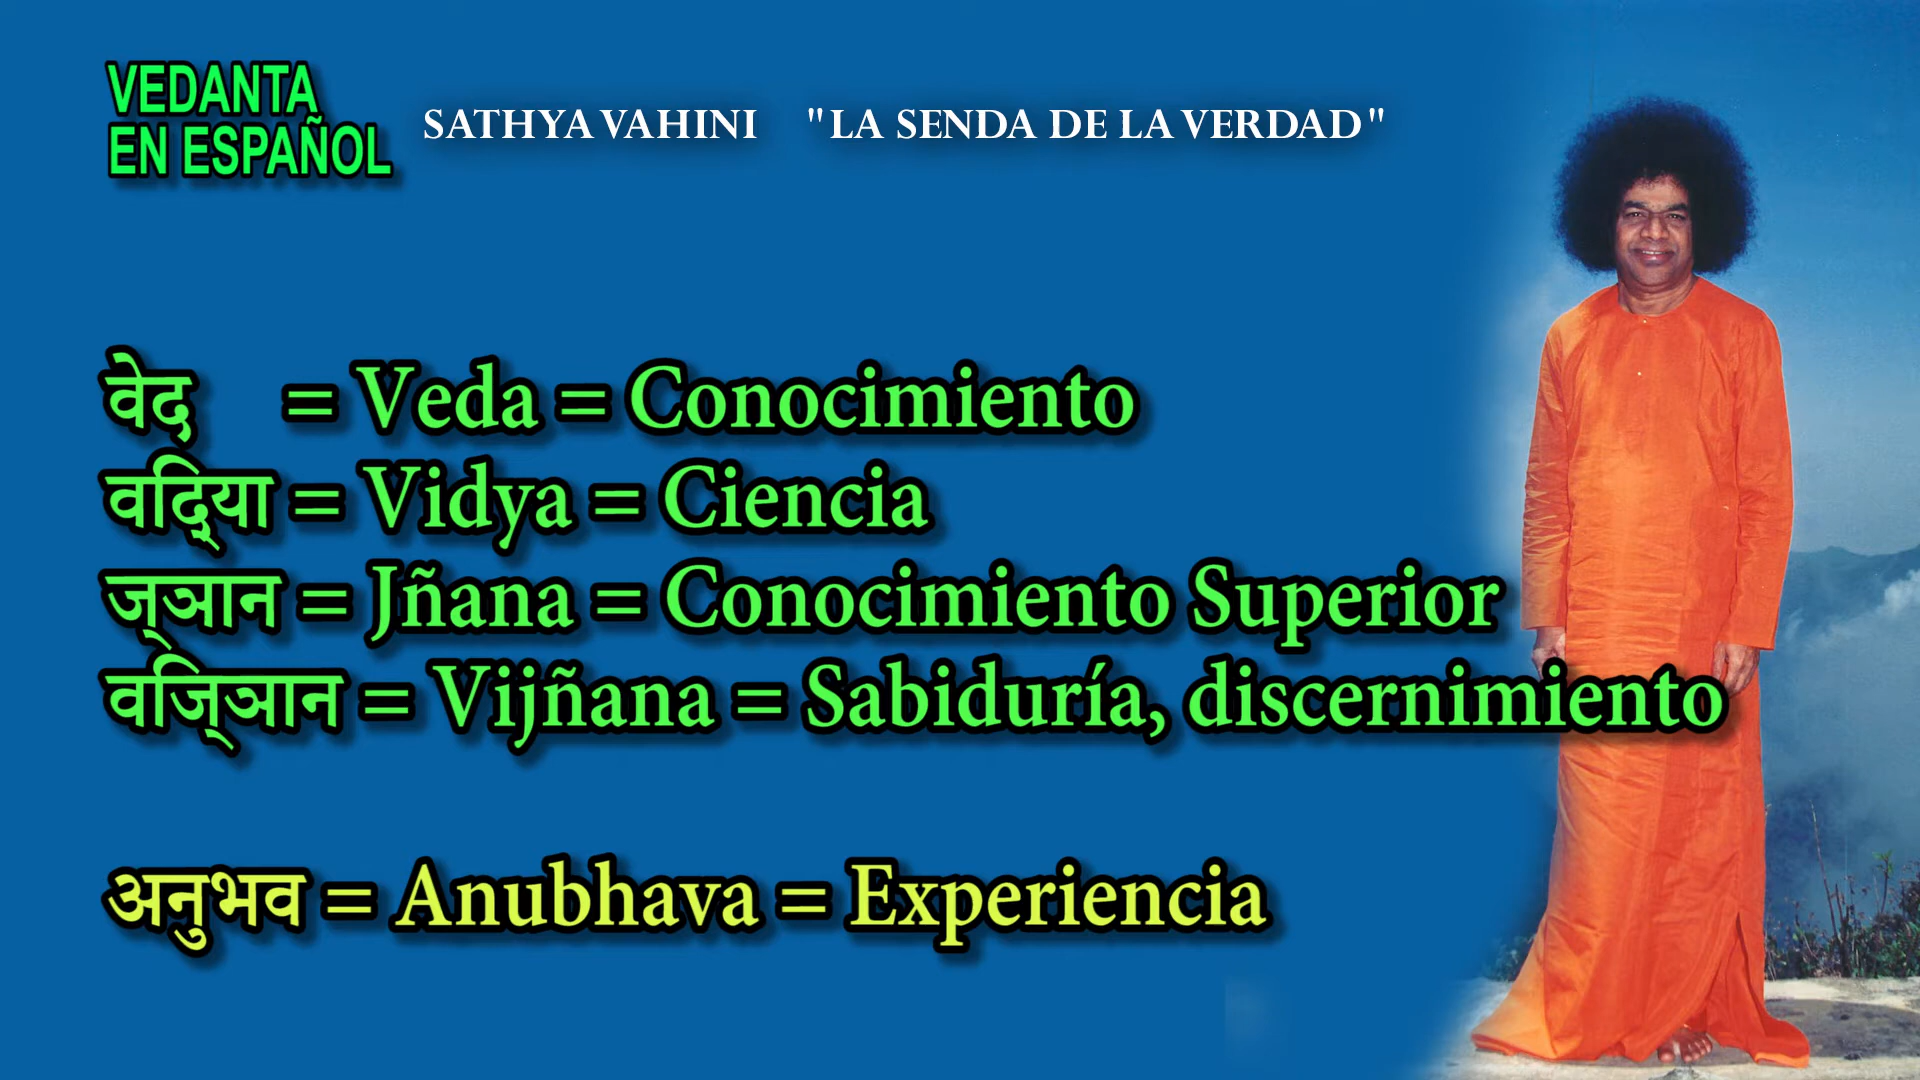 VEDANTA
EN ESPAÑOL
SATHYA VAHINI "LA SENDA DE LA VERDAD"
वेद = Veda = Conocimiento
वदि्या = Vidya = Ciencia
ज्ञान = Jñana = Conocimiento Superior
वजि्ञान = Vijñana = Sabiduría, discernimiento
अनुभव = Anubhava = Experiencia